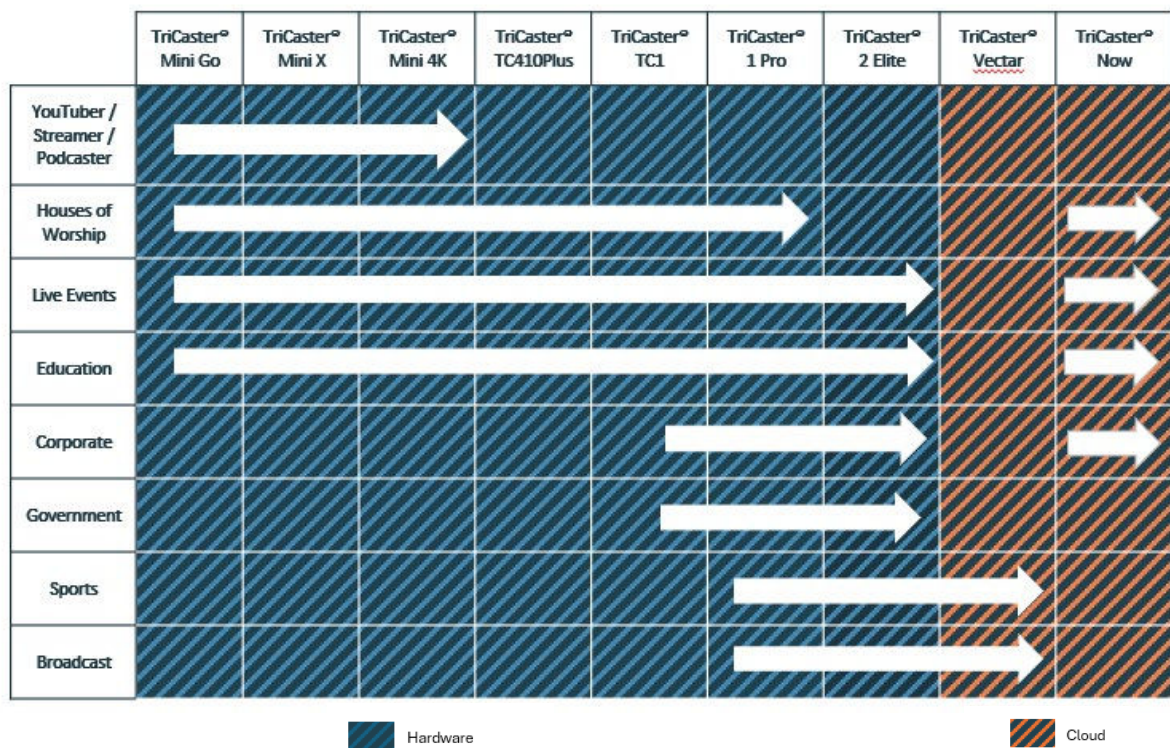 TriCaster® TriCaster® TriCaster® TriCaster® TriCaster® TriCaster® TriCaster® TriCaster® TriCaster®
Mini Go Mini X Mini 4K TC410Plus TC1 1 Pro 2 Elite Vectar Now
YouTuber /
Streamer /
Podcaster
Houses of
Worship
Live Events
Education
Corporate
Government
Sports
Broadcast
Hardware Cloud